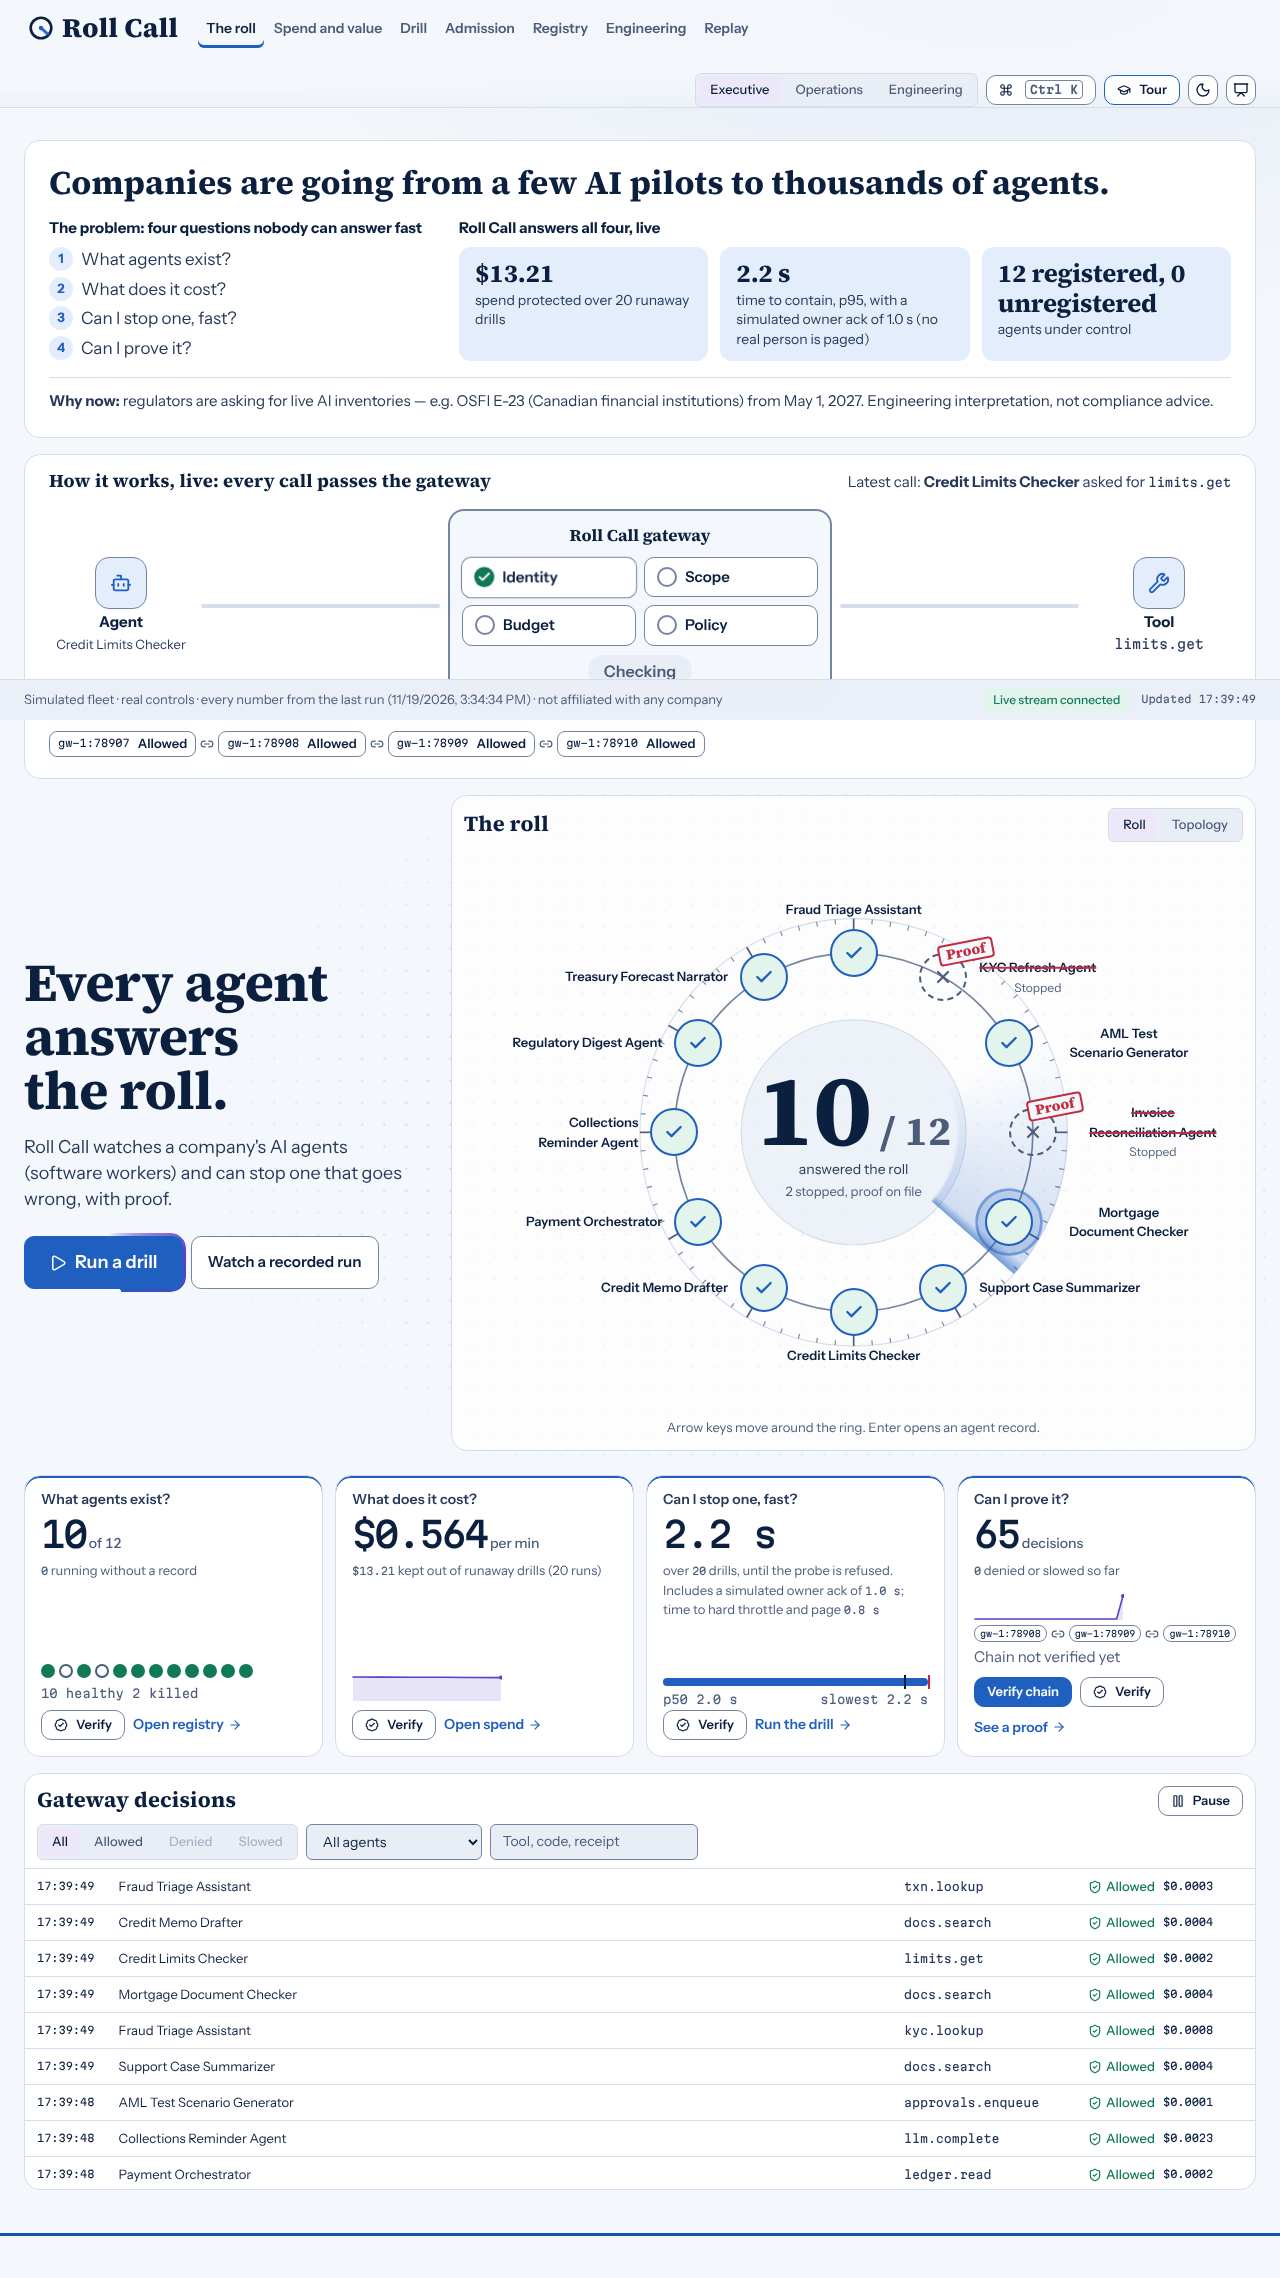 Roll Call
The roll
Spend and value
Drill
Admission
Registry
Engineering
Replay
Executive
Operations
Engineering
Ctrl K
Tour
Companies are going from a few AI pilots to thousands of agents.
The problem: four questions nobody can answer fast
1 What agents exist?
2 What does it cost?
3 Can I stop one, fast?
4 Can I prove it?
Roll Call answers all four, live
$13.21
spend protected over 20 runaway
drills
2.2 s
time to contain, p95, with a
simulated owner ack of 1.0 s (no
real person is paged)
12 registered, 0
unregistered
agents under control
Why now: regulators are asking for live AI inventories — e.g. OSFI E-23 (Canadian financial institutions) from May 1, 2027. Engineering interpretation, not compliance advice.
How it works, live: every call passes the gateway
Latest call: Credit Limits Checker asked for limits.get
Roll Call gateway
Identity
Scope
Budget
Policy
Checking
Agent
Credit Limits Checker
Tool
limits.get
Simulated fleet · real controls · every number from the last run (11/19/2026, 3:34:34 PM) · not affiliated with any company
Live stream connected
Updated 17:39:49
gw-1:78907 Allowed
gw-1:78908 Allowed
gw-1:78909 Allowed
gw-1:78910 Allowed
Every agent
answers
the roll.
Roll Call watches a company's AI agents
(software workers) and can stop one that goes
wrong, with proof.
Run a drill
Watch a recorded run
The roll
Roll
Topology
Fraud Triage Assistant
Proof
KYC Refresh Agent
Stopped
Treasury Forecast Narrator
AML Test
Scenario Generator
Regulatory Digest Agent
Proof
Invoice
Reconciliation Agent
Stopped
Collections
Reminder Agent
10 / 12
answered the roll
2 stopped, proof on file
Mortgage
Document Checker
Payment Orchestrator
Credit Memo Drafter
Support Case Summarizer
Credit Limits Checker
Arrow keys move around the ring. Enter opens an agent record.
What agents exist?
10 of 12
0 running without a record
10 healthy 2 killed
Verify
Open registry
What does it cost?
$0.564 per min
$13.21 kept out of runaway drills (20 runs)
Verify
Open spend
Can I stop one, fast?
2.2 s
over 20 drills, until the probe is refused.
Includes a simulated owner ack of 1.0 s;
time to hard throttle and page 0.8 s
p50 2.0 s
slowest 2.2 s
Verify
Run the drill
Can I prove it?
65 decisions
0 denied or slowed so far
gw-1:78908
gw-1:78909
gw-1:78910
Chain not verified yet
Verify chain
Verify
See a proof
Gateway decisions
Pause
All
Allowed
Denied
Slowed
All agents
Tool, code, receipt
17:39:49 Fraud Triage Assistant txn.lookup Allowed $0.0003
17:39:49 Credit Memo Drafter docs.search Allowed $0.0004
17:39:49 Credit Limits Checker limits.get Allowed $0.0002
17:39:49 Mortgage Document Checker docs.search Allowed $0.0004
17:39:49 Fraud Triage Assistant kyc.lookup Allowed $0.0008
17:39:49 Support Case Summarizer docs.search Allowed $0.0004
17:39:48 AML Test Scenario Generator approvals.enqueue Allowed $0.0001
17:39:48 Collections Reminder Agent llm.complete Allowed $0.0023
17:39:48 Payment Orchestrator ledger.read Allowed $0.0002